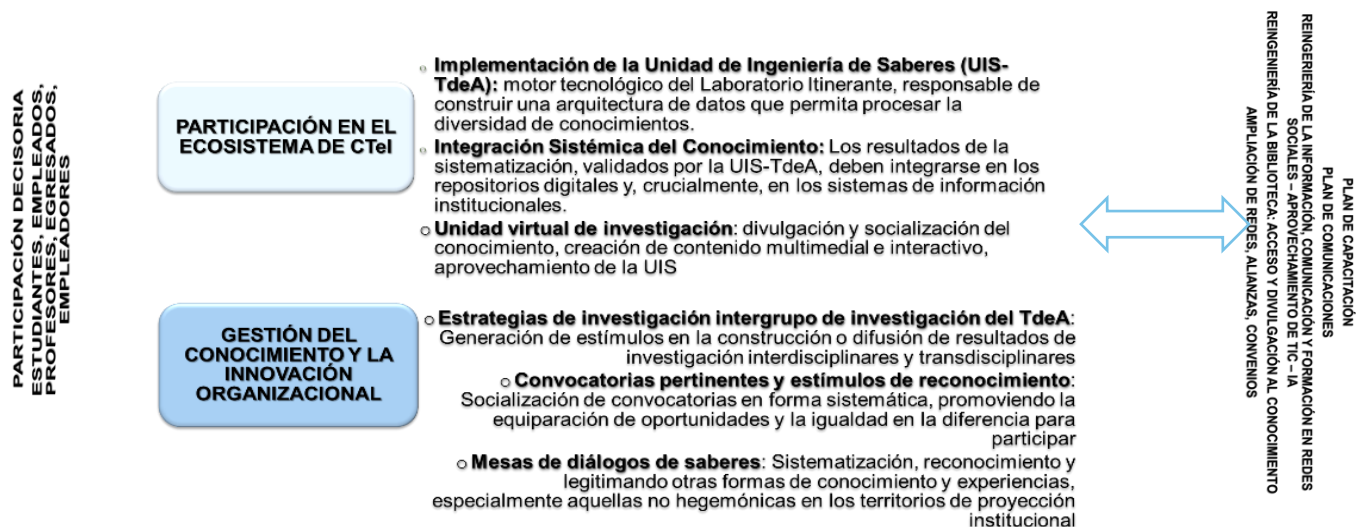 PARTICIPACIÓN DECISORIA
ESTUDIANTES, EMPLEADOS,
PROFESORES, EGRESADOS,
EMPLEADORES
PARTICIPACIÓN EN EL
ECOSISTEMA DE CTeI
o Implementación de la Unidad de Ingeniería de Saberes (UIS-
TdeA): motor tecnológico del Laboratorio Itinerante, responsable de
construir una arquitectura de datos que permita procesar la
diversidad de conocimientos.
o Integración Sistémica del Conocimiento: Los resultados de la
sistematización, validados por la UIS-TdeA, deben integrarse en los
repositorios digitales y, crucialmente, en los sistemas de información
institucionales.
o Unidad virtual de investigación: divulgación y socialización del
conocimiento, creación de contenido multimedial e interactivo,
aprovechamiento de la UIS
GESTIÓN DEL
CONOCIMIENTO Y LA
INNOVACIÓN
ORGANIZACIONAL
o Estrategias de investigación intergrupo de investigación del TdeA:
Generación de estímulos en la construcción o difusión de resultados de
investigación interdisciplinares y transdisciplinares
o Convocatorias pertinentes y estímulos de reconocimiento:
Socialización de convocatorias en forma sistemática, promoviendo la
equiparación de oportunidades y la igualdad en la diferencia para
participar
o Mesas de diálogos de saberes: Sistematización, reconocimiento y
legitimando otras formas de conocimiento y experiencias,
especialmente aquellas no hegemónicas en los territorios de proyección
institucional
PLAN DE CAPACITACIÓN
PLAN DE COMUNICACIONES
REINGERIERÍA DE LA INFORMACIÓN, COMUNICACIÓN Y FORMACIÓN EN REDES
SOCIALES – APROVECHAMIENTO DE TIC – IA
REINGENIERÍA DE LA BIBLIOTECA: ACCESO Y DIVULGACIÓN AL CONOCIMIENTO
AMPLIACIÓN DE REDES, ALIANZAS, CONVENIOS